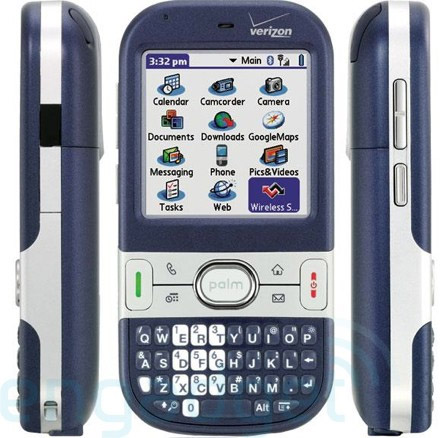 verizon
3:32 pm Main
Calendar Camcorder Camera
Documents Downloads GoogleMaps
Messaging Phone Pics&Videos
Tasks Web Wireless S...
palm
Q W E R T Y U I O P
A S D F G H J K L
Z X C V B N M
0 Alt
engadget